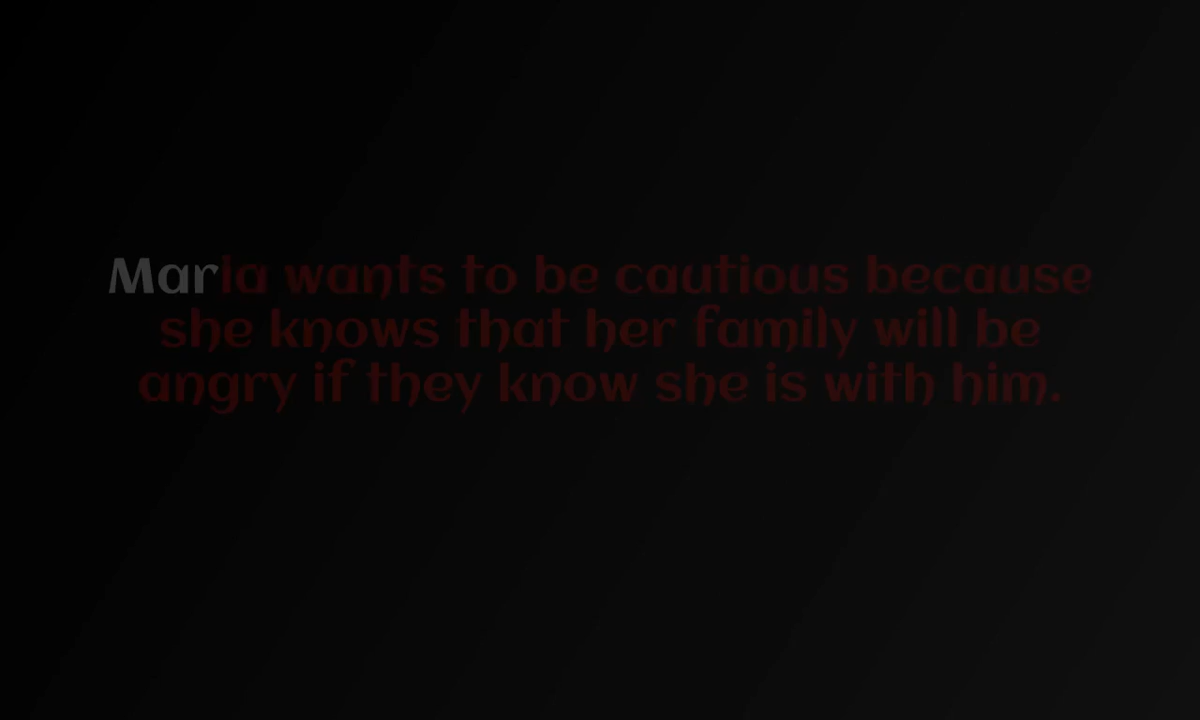 Maria wants to be cautious because
she knows that her family will be
angry if they know she is with him.